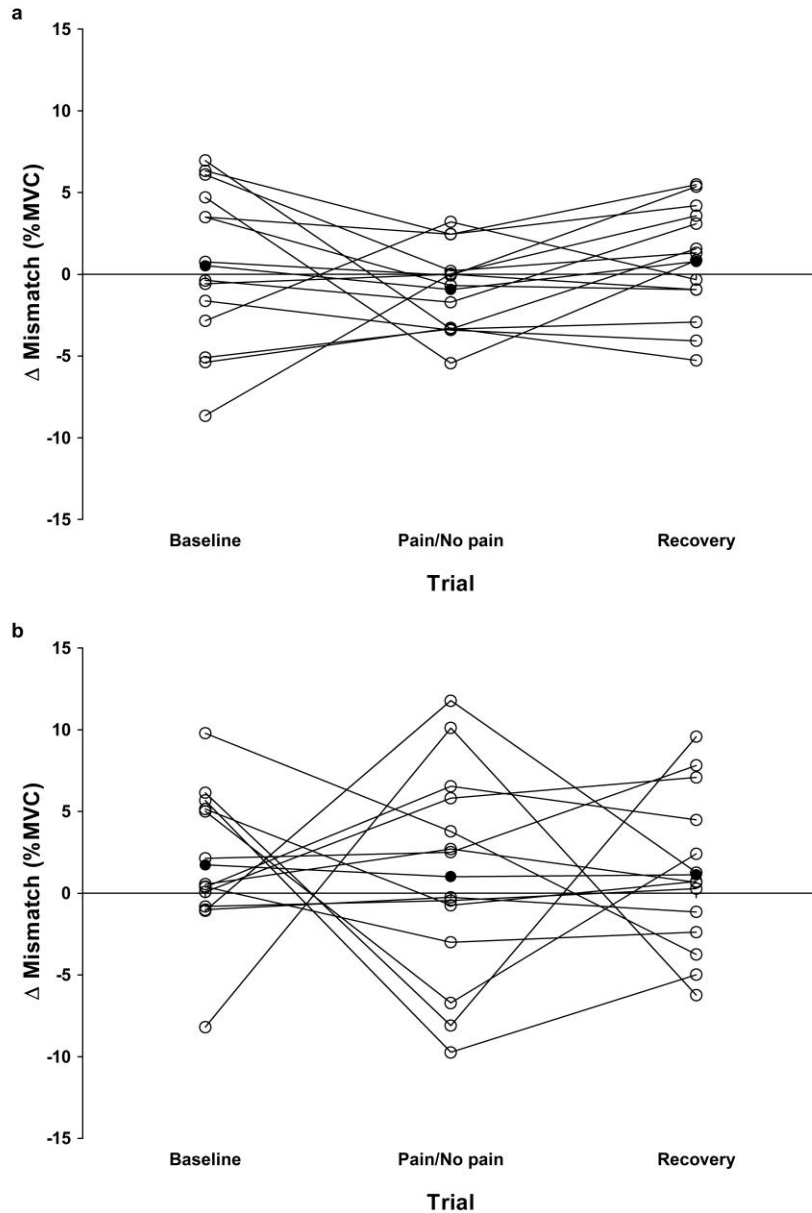 a
15
10
5
0
-5
-10
-15
Δ Mismatch (%MVC)
Baseline Pain/No pain Recovery
Trial
b
15
10
5
0
-5
-10
-15
Δ Mismatch (%MVC)
Baseline Pain/No pain Recovery
Trial